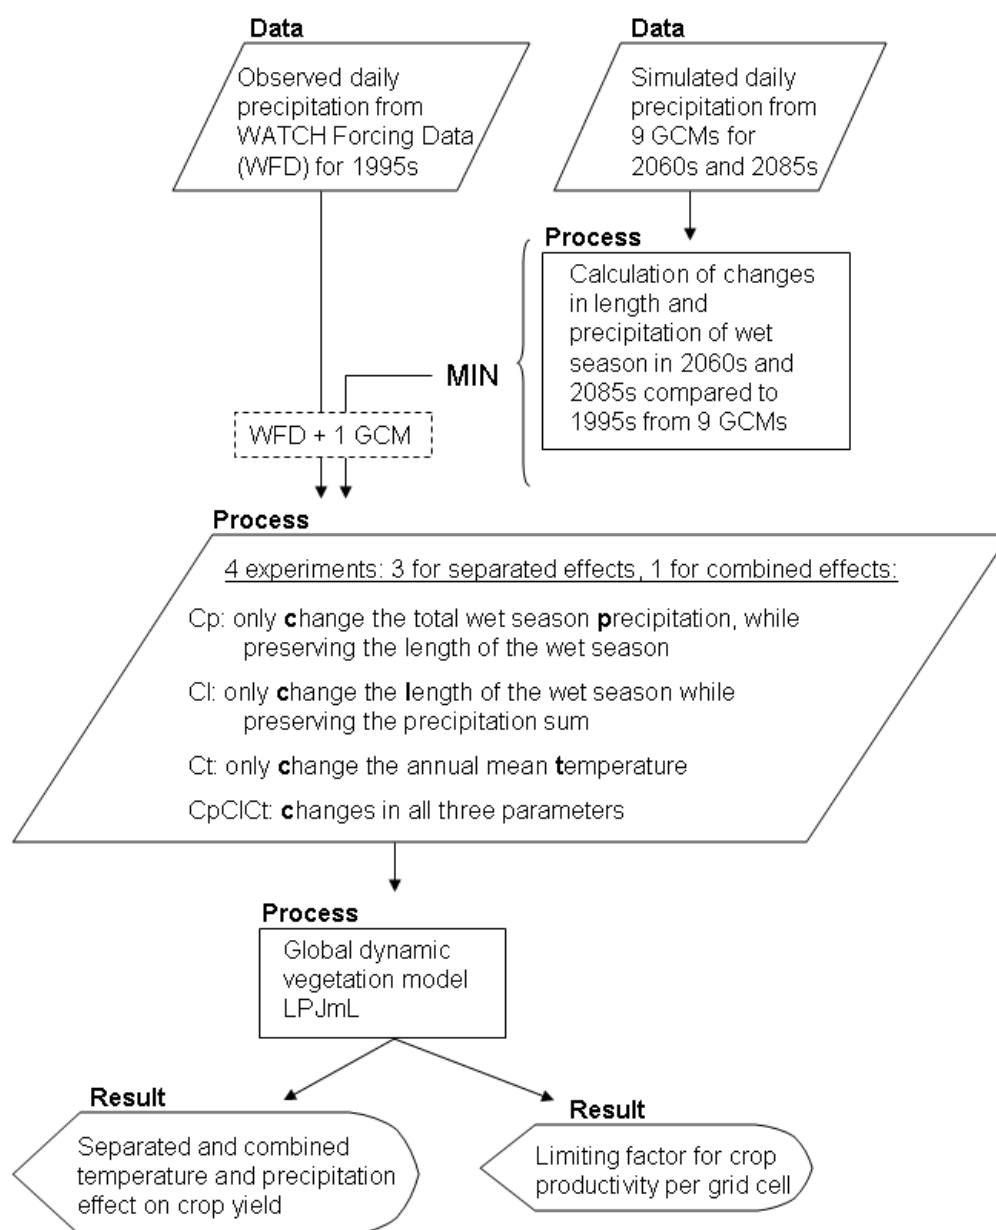 Data
Observed daily
precipitation from
WATCH Forcing Data
(WFD) for 1995s
Data
Simulated daily
precipitation from
9 GCMs for
2060s and 2085s
Process
Calculation of changes
in length and
precipitation of wet
season in 2060s and
2085s compared to
1995s from 9 GCMs
MIN
WFD + 1 GCM
Process
4 experiments: 3 for separated effects, 1 for combined effects:
Cp: only change the total wet season precipitation, while
preserving the length of the wet season
Cl: only change the length of the wet season while
preserving the precipitation sum
Ct: only change the annual mean temperature
CpClCt: changes in all three parameters
Process
Global dynamic
vegetation model
LPJmL
Result
Separated and combined
temperature and precipitation
effect on crop yield
Result
Limiting factor for crop
productivity per grid cell